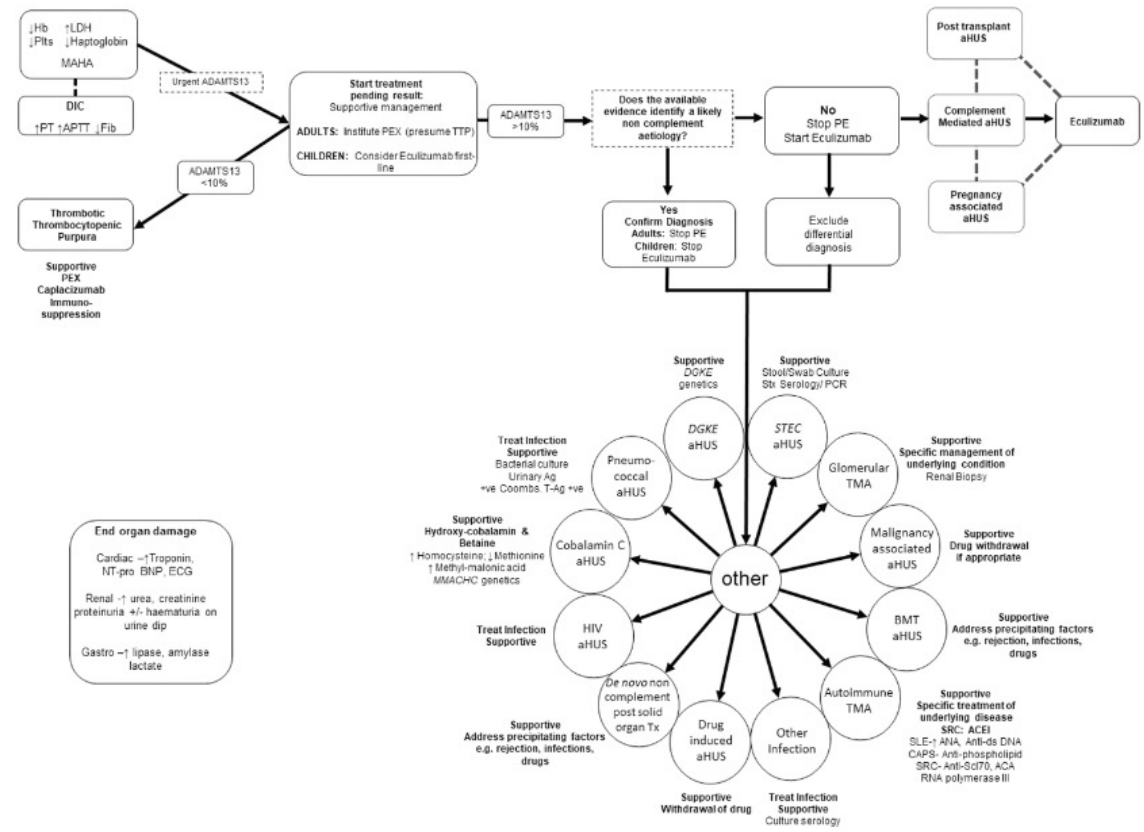 ↓Hb ↑LDH
↓Plts ↓Haptoglobin
MAHA
DIC
↑PT ↑APTT ↓Fib
Urgent ADAMTS13
ADAMTS13
<10%
Thrombotic
Thrombocytopenic
Purpura
Supportive
PEX
Caplacizumab
Immuno-
suppression
Start treatment
pending result:
Supportive management
ADULTS: Institute PEX (presume TTP)
CHILDREN: Consider Eculizumab first-
line
ADAMTS13
>10%
Does the available
evidence identify a likely
non complement
aetiology?
No
Stop PE
Start Eculizumab
Yes
Confirm Diagnosis
Adults: Stop PE
Children: Stop
Eculizumab
Exclude
differential
diagnosis
Post transplant
aHUS
Complement
Mediated aHUS
Pregnancy
associated
aHUS
Eculizumab
End organ damage
Cardiac –↑Troponin,
NT-pro BNP, ECG
Renal -↑ urea, creatinine
proteinuria +/- haematuria on
urine dip
Gastro –↑ lipase, amylase
lactate
other
Supportive
DGKE
genetics
DGKE
aHUS
Supportive
Stool/Swab Culture
Stx Serology/ PCR
STEC
aHUS
Supportive
Specific management of
underlying condition
Renal Biopsy
Glomerular
TMA
Supportive
Drug withdrawal
if appropriate
Malignancy
associated
aHUS
Supportive
Address precipitating factors
e.g. rejection, infections,
drugs
BMT
aHUS
Supportive
Specific treatment of
underlying disease
SRC: ACEI
SLE-↑ ANA, Anti-ds DNA
CAPS- Anti-phospholipid
SRC- Anti-Scl70, ACA
RNA polymerase III
Autoimmune
TMA
Other
Infection
Treat Infection
Supportive
Culture serology
Drug
induced
aHUS
Supportive
Withdrawal of drug
De novo non
complement
post solid
organ Tx
Supportive
Address precipitating factors
e.g. rejection, infections,
drugs
HIV
aHUS
Treat Infection
Supportive
Cobalamin C
aHUS
Supportive
Hydroxy-cobalamin &
Betaine
↑ Homocysteine; ↓ Methionine
↑ Methyl-malonic acid
MMACHC genetics
Pneumo-
coccal
aHUS
Treat Infection
Supportive
Bacterial culture
Urinary Ag
+ve Coombs. T-Ag +ve